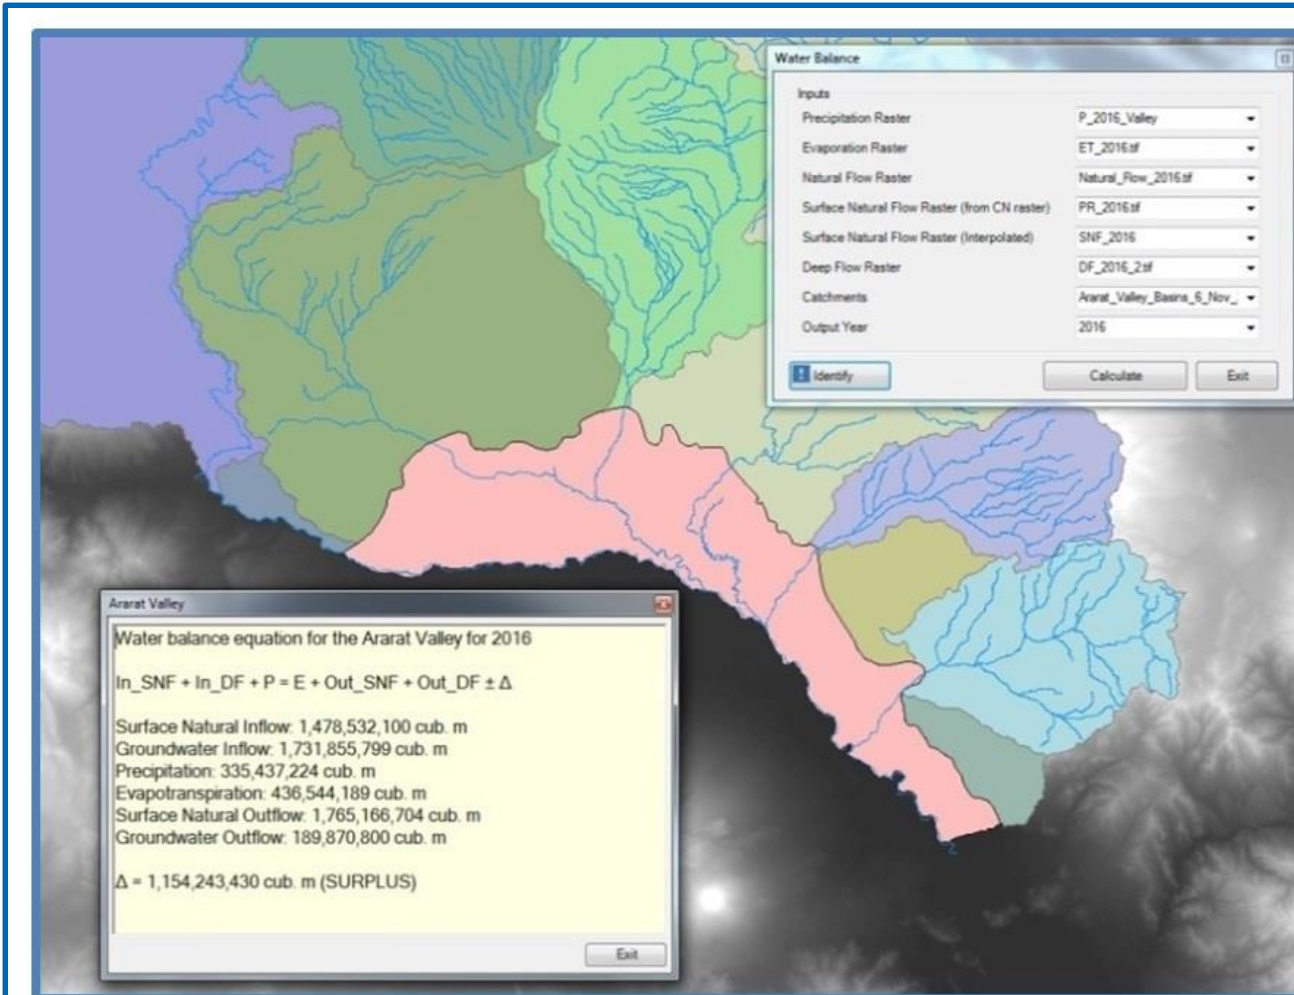 Water Balance
Inputs
Precipitation Raster P_2016_Valley
Evaporation Raster ET_2016.tif
Natural Flow Raster Natural_Flow_2016.tif
Surface Natural Flow Raster (from CN raster) PR_2016.tif
Surface Natural Flow Raster (Interpolated) SNF_2016
Deep Flow Raster DF_2016_2.tif
Catchments Ararat_Valley_Basins_6_Nov_
Output Year 2016
Identify Calculate Exit
Ararat Valley
Water balance equation for the Ararat Valley for 2016
In_SNF + In_DF + P = E + Out_SNF + Out_DF ± Δ
Surface Natural Inflow: 1,478,532,100 cub. m
Groundwater Inflow: 1,731,855,799 cub. m
Precipitation: 335,437,224 cub. m
Evapotranspiration: 436,544,189 cub. m
Surface Natural Outflow: 1,765,166,704 cub. m
Groundwater Outflow: 189,870,800 cub. m
Δ = 1,154,243,430 cub. m (SURPLUS)
Exit